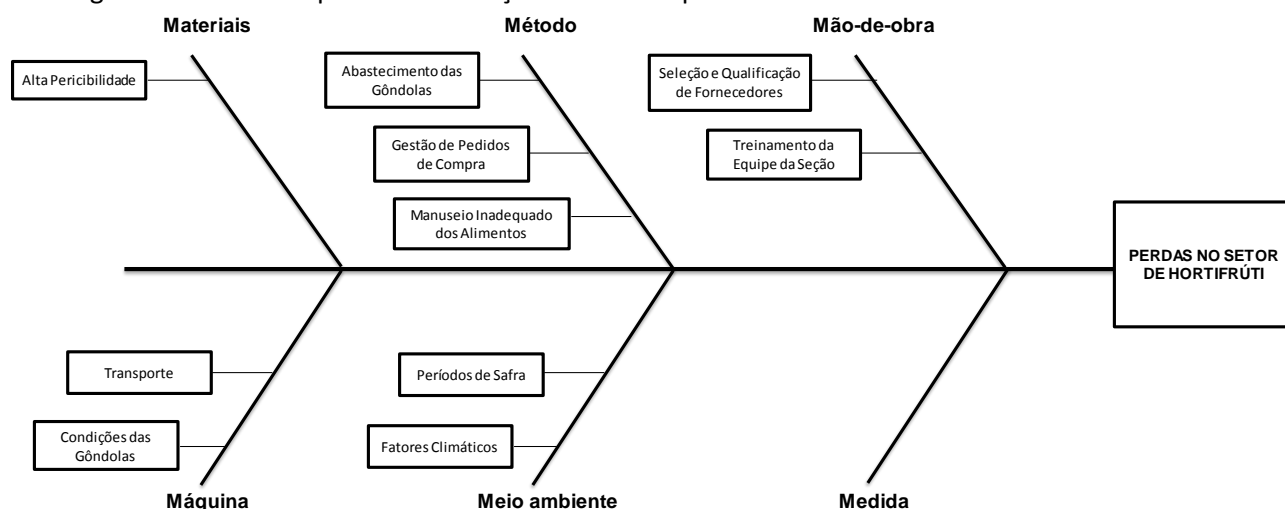 Materiais
Método
Mão-de-obra
Alta Pericibilidade
Abastecimento das
Gôndolas
Seleção e Qualificação
de Fornecedores
Gestão de Pedidos
de Compra
Treinamento da
Equipe da Seção
Manuseio Inadequado
dos Alimentos
PERDAS NO SETOR
DE HORTIFRÚTI
Transporte
Períodos de Safra
Condições das
Gôndolas
Fatores Climáticos
Máquina
Meio ambiente
Medida